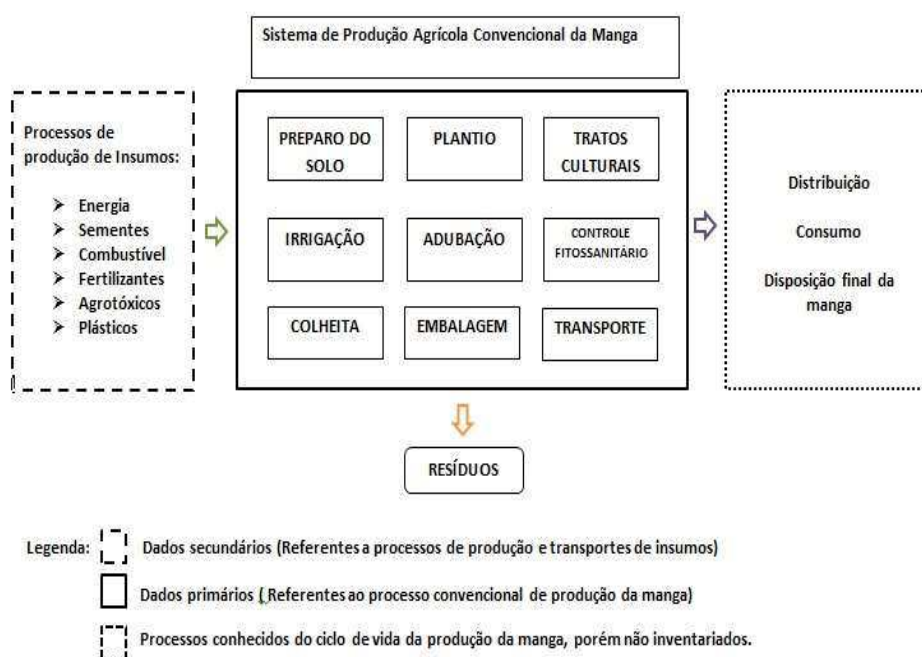 Sistema de Produção Agrícola Convencional da Manga
Processos de
produção de Insumos:
Energia
Sementes
Combustível
Fertilizantes
Agrotóxicos
Plásticos
PREPARO DO
SOLO
PLANTIO
TRATOS
CULTURAIS
IRRIGAÇÃO
ADUBAÇÃO
CONTROLE
FITOSSANITÁRIO
COLHEITA
EMBALAGEM
TRANSPORTE
Distribuição
Consumo
Disposição final da
manga
RESÍDUOS
Legenda:
Dados secundários (Referentes a processos de produção e transportes de insumos)
Dados primários ( Referentes ao processo convencional de produção da manga)
Processos conhecidos do ciclo de vida da produção da manga, porém não inventariados.